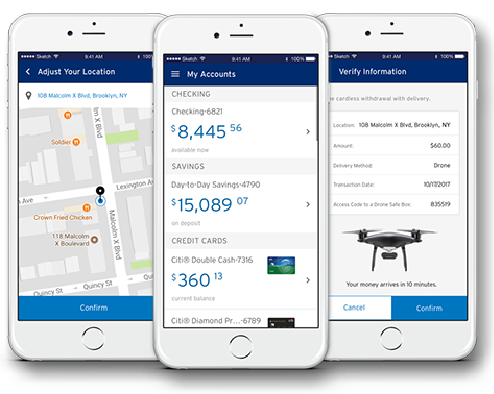 Sketch 9:41 AM
Adjust Your Location
108 Malcolm X Blvd, Brooklyn, NY
Malcolm X Blvd
Soldier
Lexington Ave
Crown Fried Chicken
118 Malcolm
X Boulevard
Malcolm X Blvd
Quincy St
Quincy St
Confirm
Sketch 9:41 AM 100%
My Accounts
CHECKING
Checking-6821
$8,445 56
available now
SAVINGS
Day-to-Day Savings-4790
$15,089 07
on deposit
CREDIT CARDS
Citi® Double Cash-7316
$360 13
current balance
Citi® Diamond Pr...-6789
Sketch 9:41 AM 100%
Verify Information
candless withdrawal with delivery.
Location: 108 Malcolm X Blvd, Brooklyn, NY
Amount: $60.00
Delivery Method: Drone
Transaction Date: 10/17/2017
Access Code to a Drone Safe Box: 835519
Your money arrives in 10 minutes.
Cancel Confirm